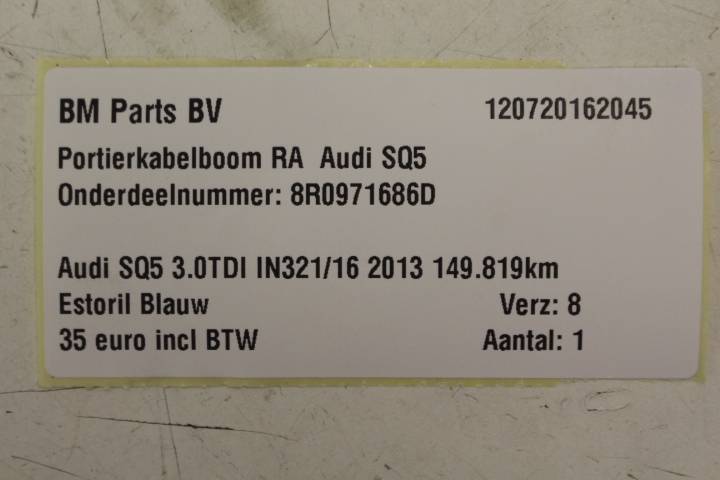 BM Parts BV 120720162045
Portierkabelboom RA Audi SQ5
Onderdeelnummer: 8R0971686D
Audi SQ5 3.0TDI IN321/16 2013 149.819km
Estoril Blauw Verz: 8
35 euro incl BTW Aantal: 1